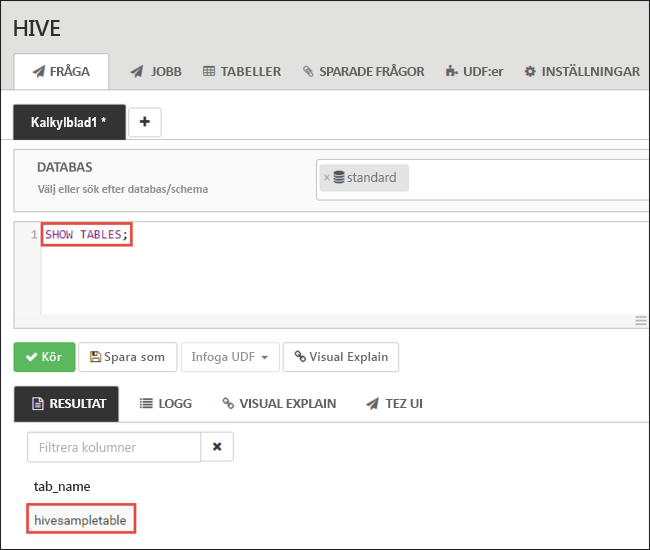 HIVE
FRÅGA JOBB TABELLER SPARADE FRÅGOR UDF:er INSTÄLLNINGAR
Kalkylblad1 * +
DATABAS
× standard
Välj eller sök efter databas/schema
1 SHOW TABLES;
Kör Spara som Infoga UDF Visual Explain
RESULTAT LOGG VISUAL EXPLAIN TEZ UI
Filtrera kolumner
tab_name
hivesampletable